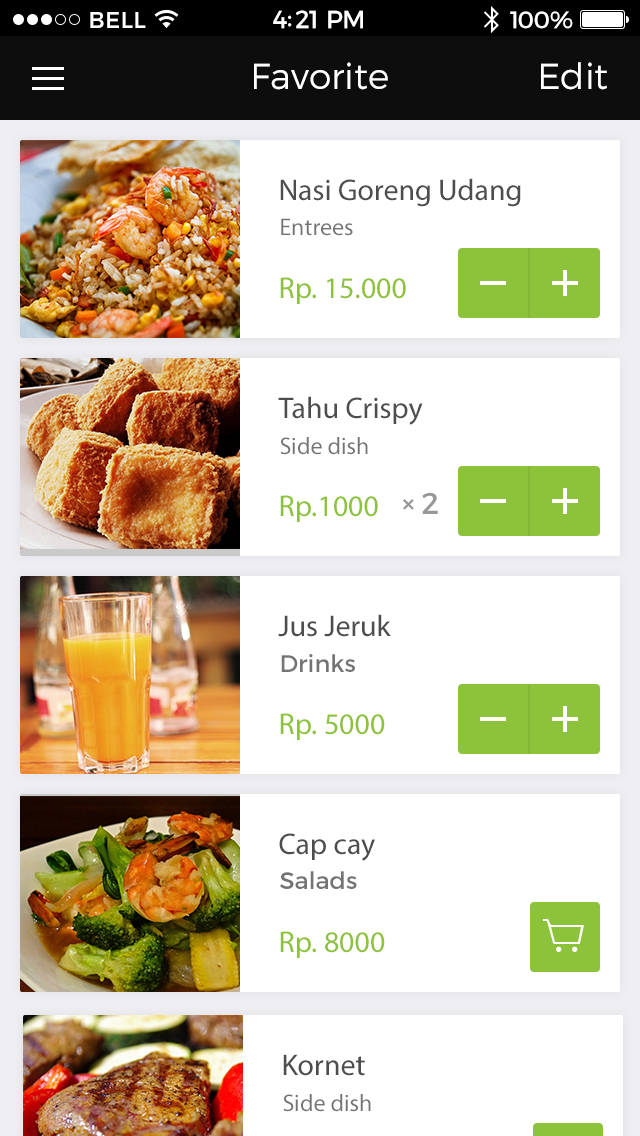 BELL 4:21 PM 100%
Favorite Edit
Nasi Goreng Udang
Entrees
Rp. 15.000
Tahu Crispy
Side dish
Rp.1000 × 2
Jus Jeruk
Drinks
Rp. 5000
Cap cay
Salads
Rp. 8000
Kornet
Side dish